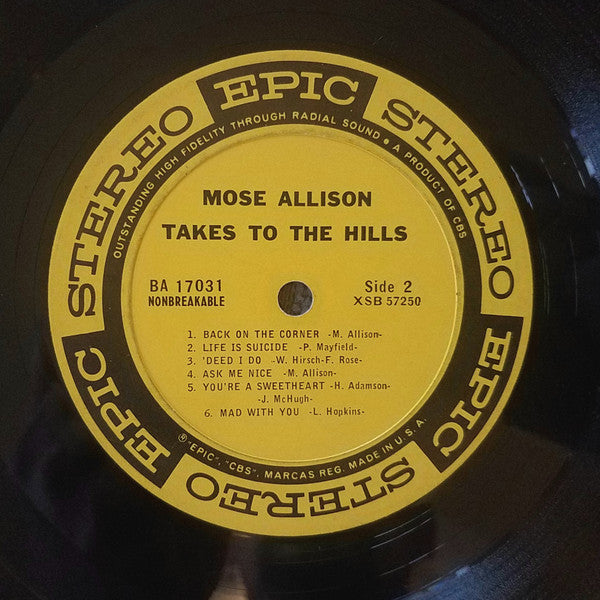 EPIC
STEREO
EPIC
STEREO
EPIC
STEREO
OUTSTANDING HIGH FIDELITY THROUGH RADIAL SOUND • A PRODUCT OF CBS
MOSE ALLISON
TAKES TO THE HILLS
BA 17031
NONBREAKABLE
Side 2
XSB 57250
1. BACK ON THE CORNER -M. Allison-
2. LIFE IS SUICIDE -P. Mayfield-
3. 'DEED I DO -W. Hirsch-F. Rose-
4. ASK ME NICE -M. Allison-
5. YOU'RE A SWEETHEART -H. Adamson-
-J. McHugh-
6. MAD WITH YOU -L. Hopkins-
® "EPIC", "CBS", MARCAS REG. MADE IN U.S.A.